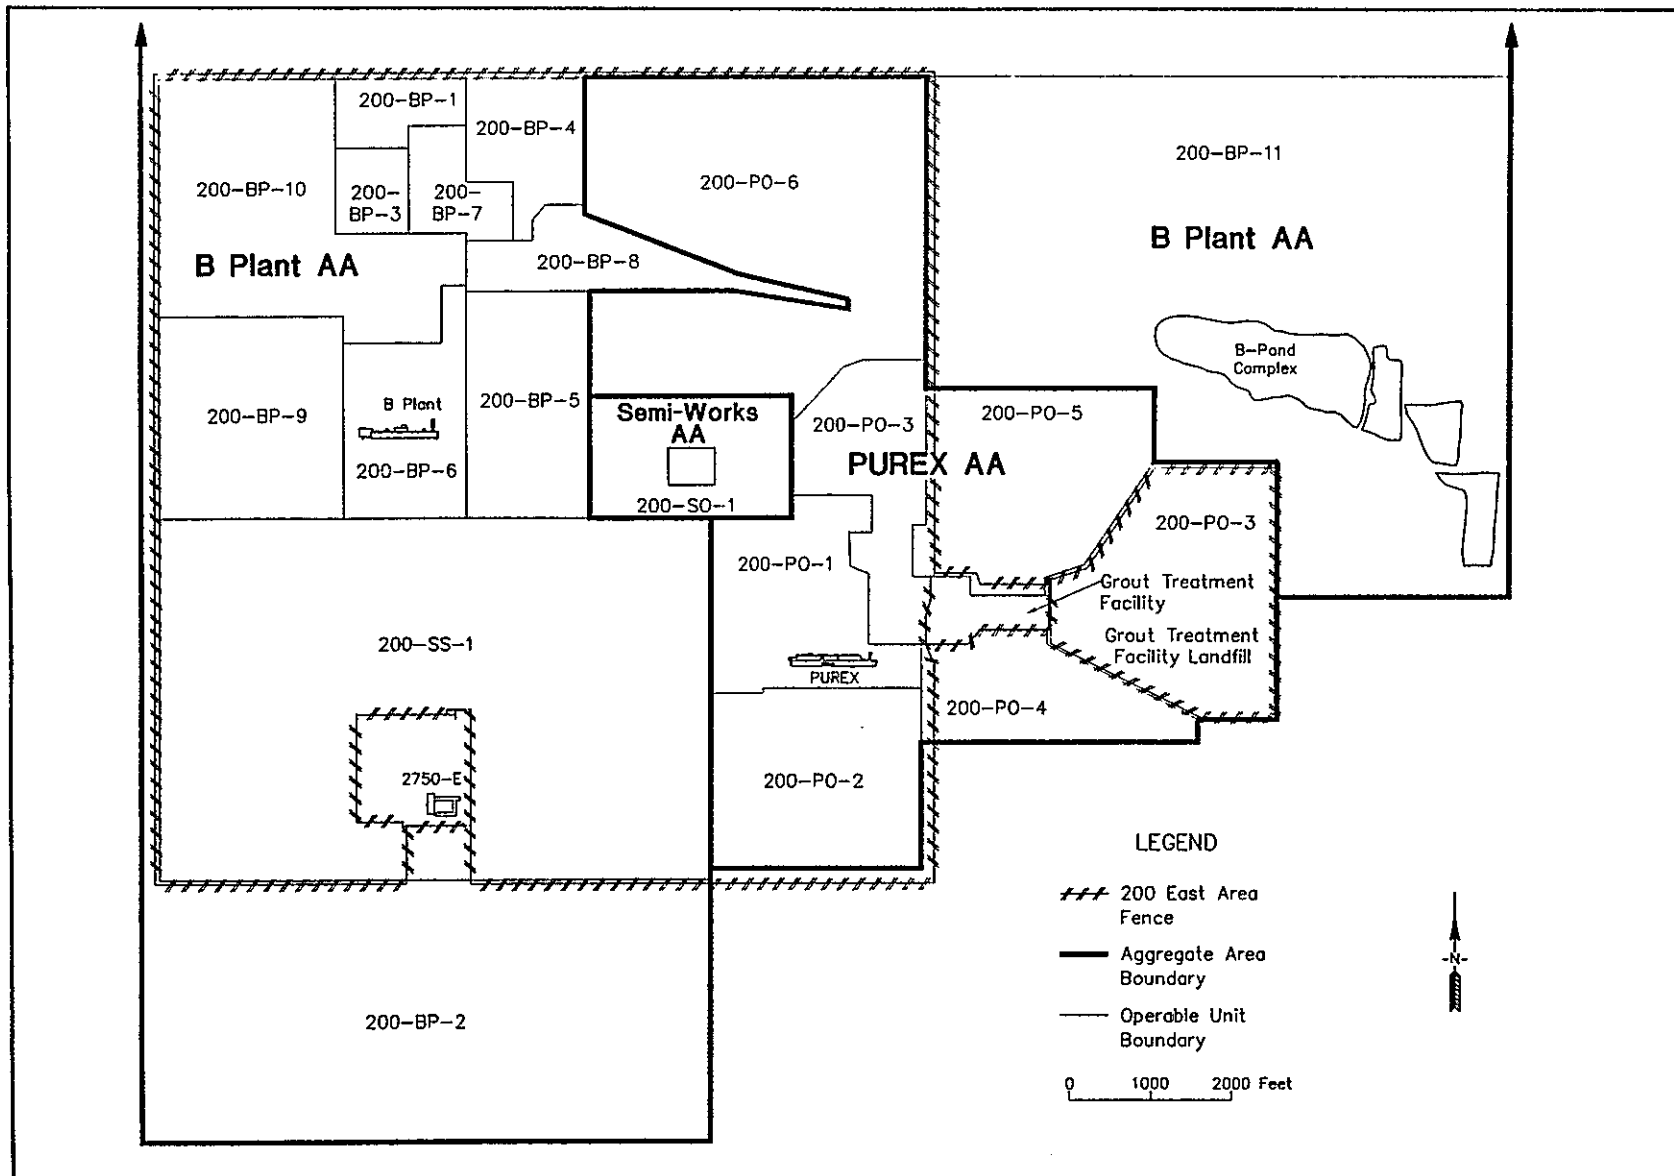 200-BP-1
200-BP-4
200-BP-11
200-BP-10
200-
BP-3
200-
BP-7
200-PO-6
B Plant AA
B Plant AA
200-BP-8
B-Pond
Complex
B Plant
200-BP-9
200-BP-5
200-BP-6
Semi-Works
AA
200-SO-1
200-PO-3
200-PO-5
PUREX AA
200-PO-3
200-PO-1
Grout Treatment
Facility
Grout Treatment
Facility Landfill
200-SS-1
PUREX
200-PO-4
2750-E
200-PO-2
200-BP-2
LEGEND
200 East Area
Fence
Aggregate Area
Boundary
Operable Unit
Boundary
0 1000 2000 Feet
-N-